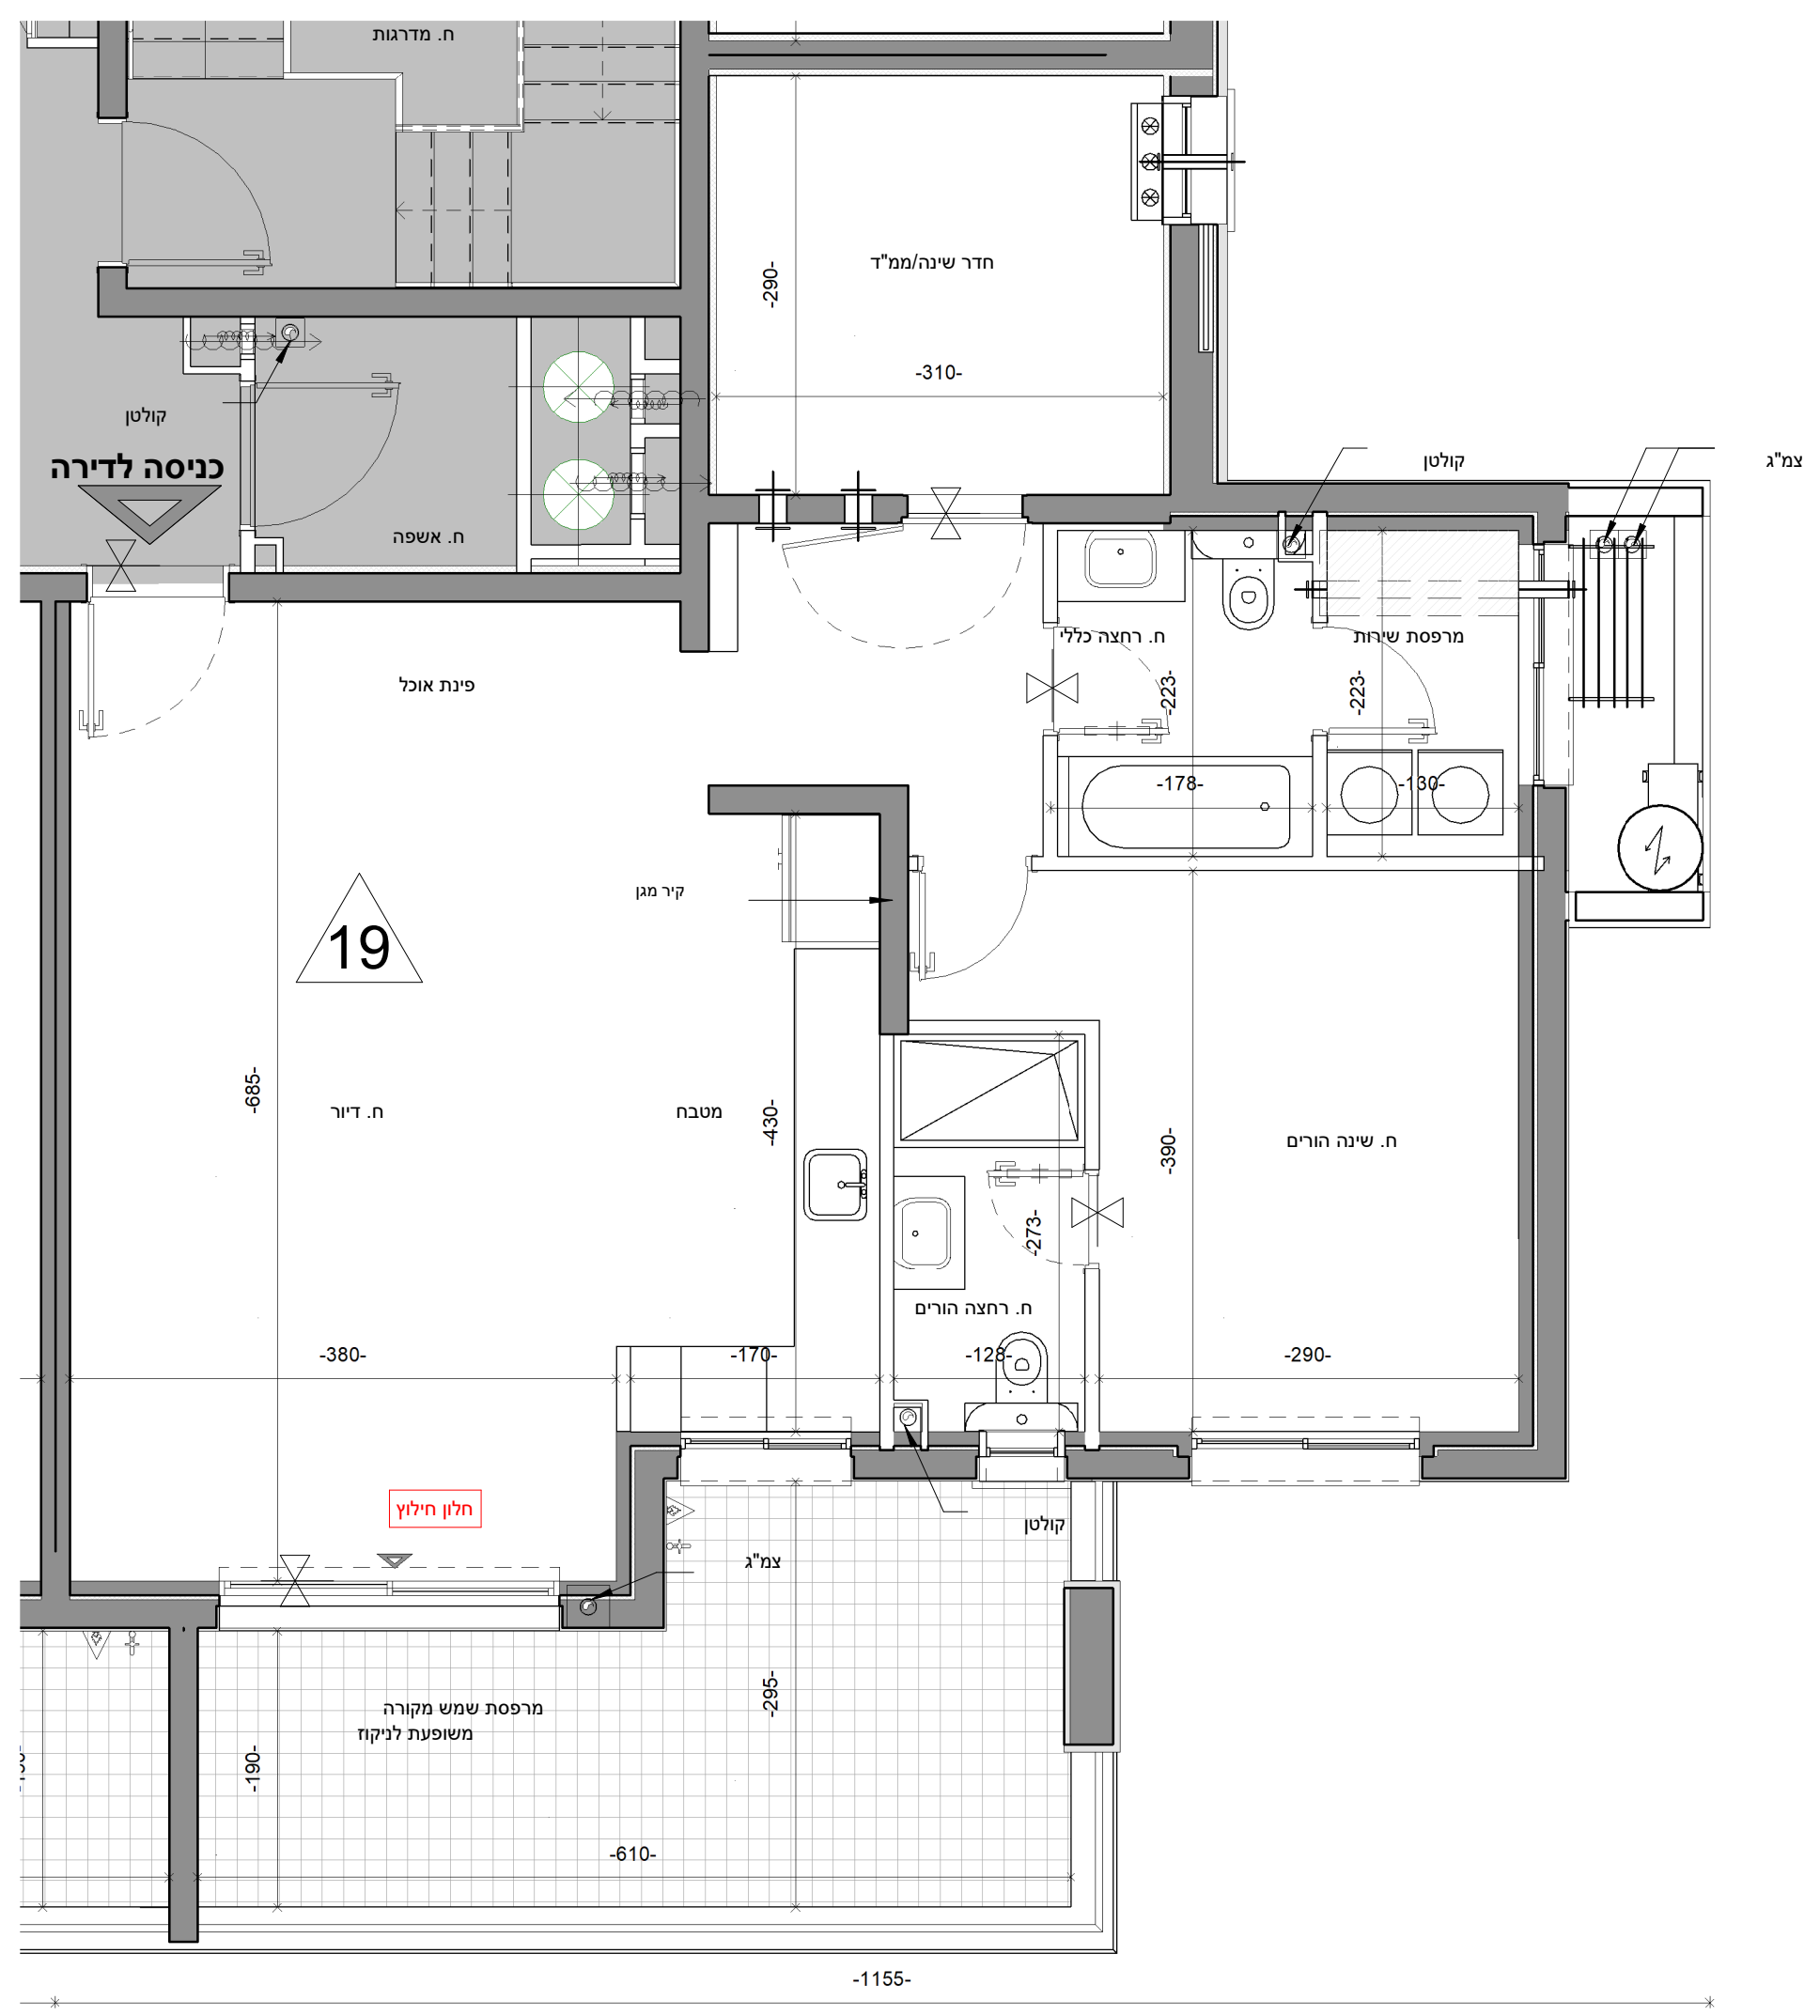 ח. מדרגות
חדר שינה/ממ"ד
-290-
-310-
קולטן
כניסה לדירה
ח. אשפה
קולטן
צמ"ג
ח. רחצה כללי
מרפסת שירות
-223-
-223-
-178-
-130-
פינת אוכל
קיר מגן
19
-685-
ח. דיור
מטבח
-430-
-390-
ח. שינה הורים
-273-
ח. רחצה הורים
-380-
-170-
-128-
-290-
חלון חילוץ
קולטן
צמ"ג
מרפסת שמש מקורה
משופעת לניקוז
-295-
-190-
-610-
-1155-